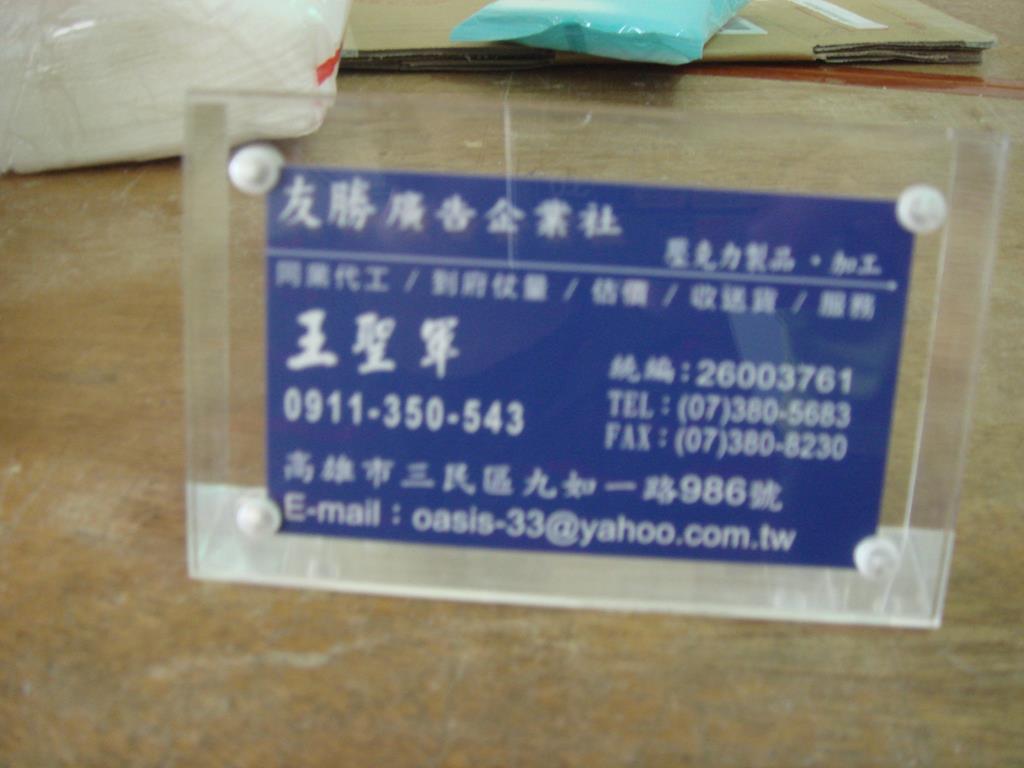 友勝廣告企業社
壓克力製品・加工
同業代工 / 到府仗量 / 估價 / 收送貨 / 服務
王聖軍
0911-350-543
統編：26003761
TEL：(07)380-5683
FAX：(07)380-8230
高雄市三民區九如一路986號
E-mail：oasis-33@yahoo.com.tw